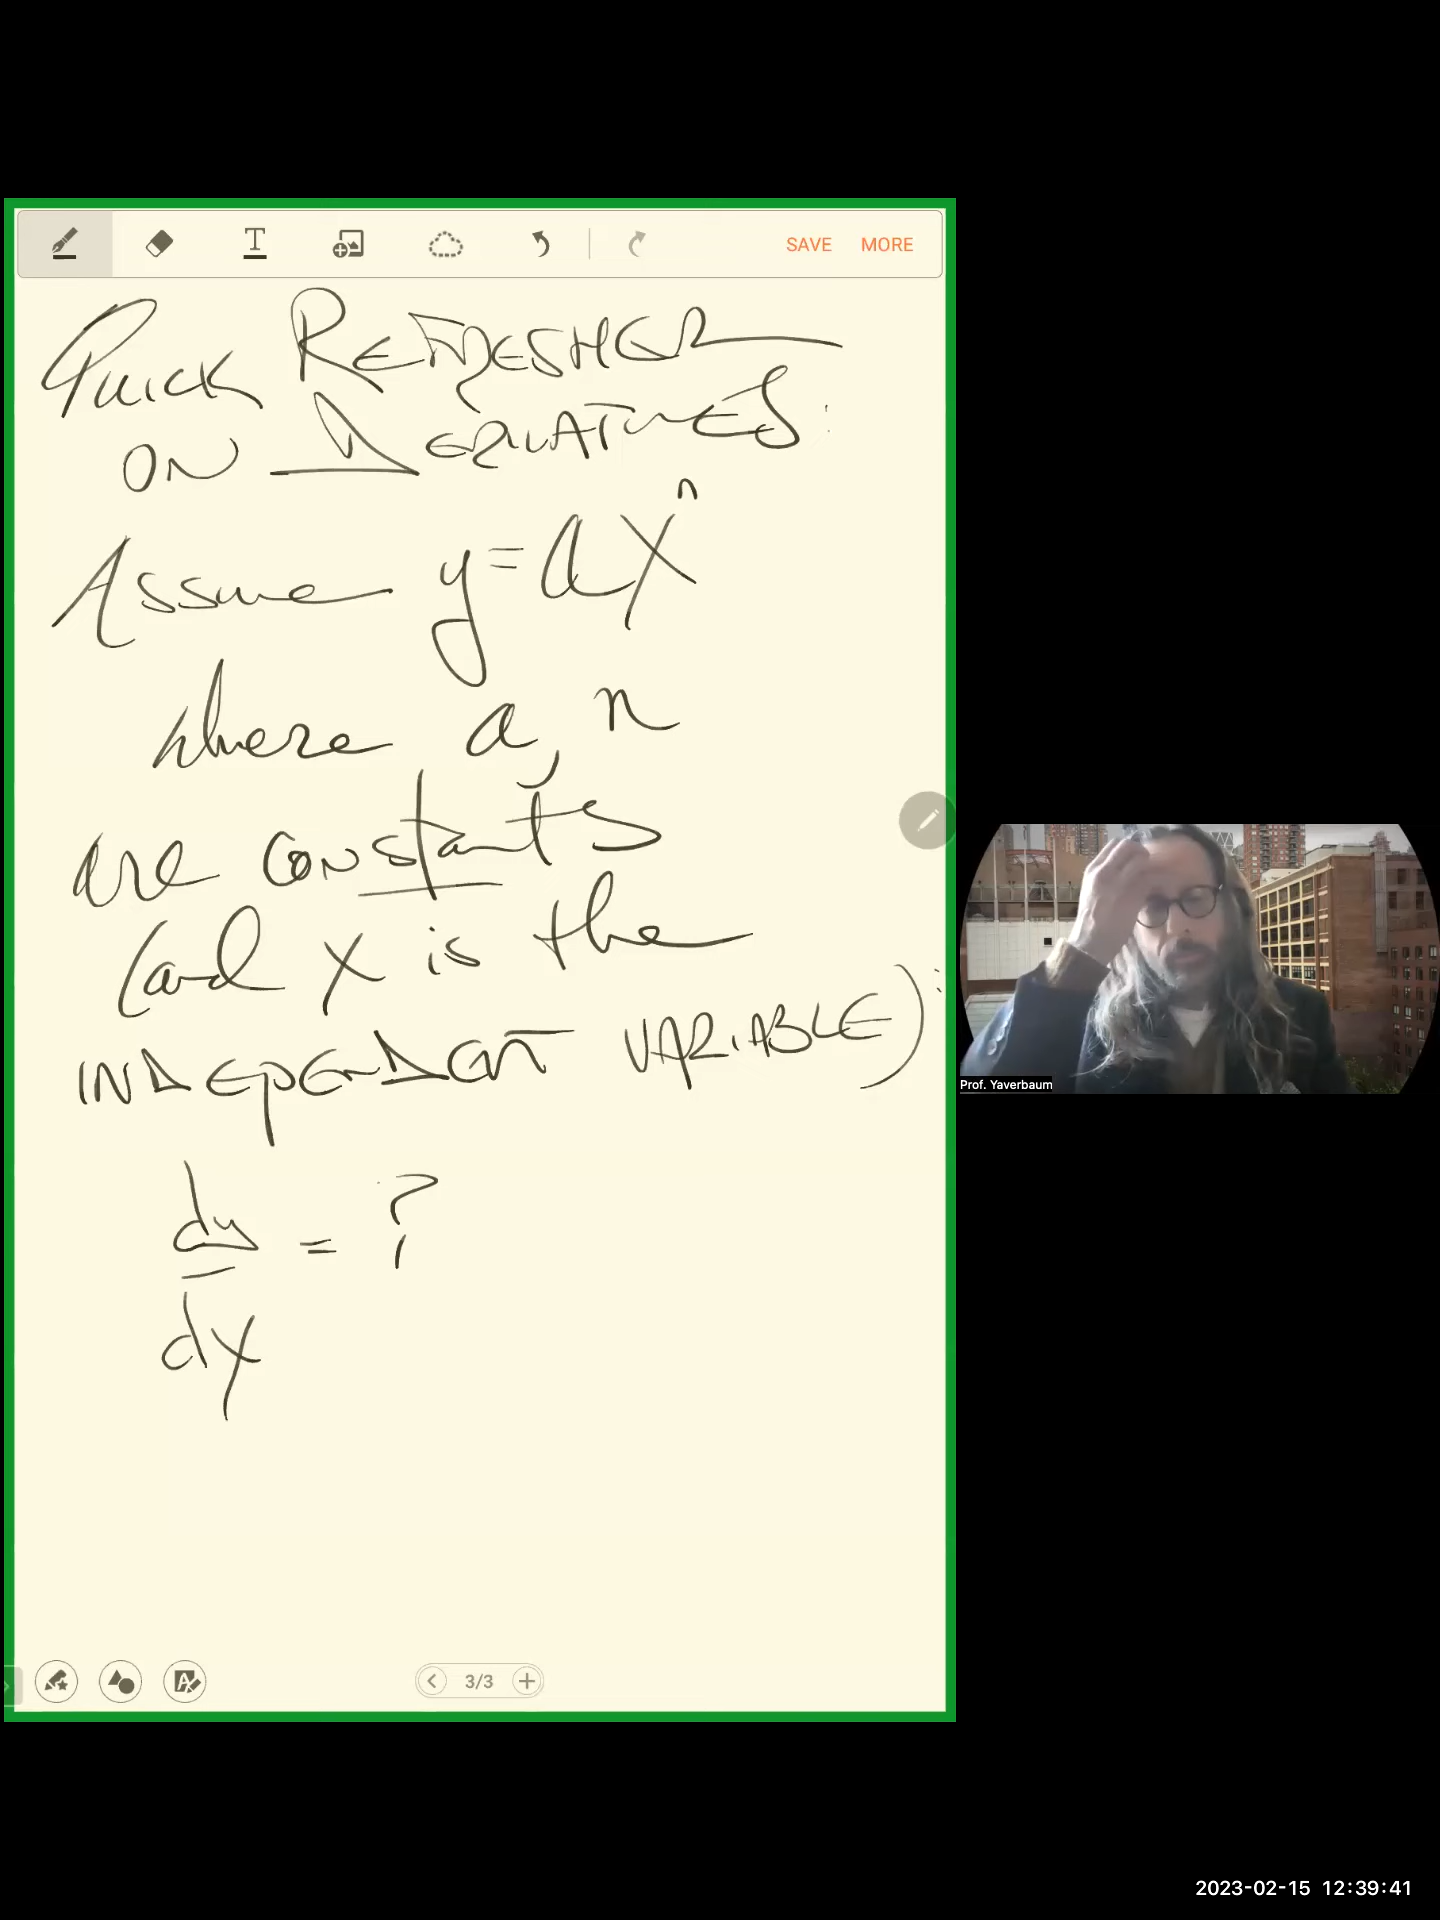 T
SAVE
MORE
QUICK REFRESHER
ON DERIVATIVES:
Assume y = ax^n
where a, n
are constants
(and x is the
INDEPENDENT VARIABLE):
dy = ?
dx
Prof. Yaverbaum
A
3/3
2023-02-15 12:39:41